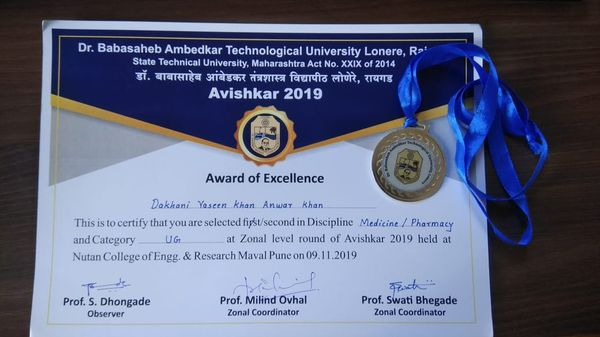 Dr. Babasaheb Ambedkar Technological University Lonere,
State Technical University, Maharashtra Act No. XXIX of 2014
डॉ. बाबासाहेब आंबेडकर तंत्रशास्त्र विद्यापीठ लोणेरे, रायगड
Avishkar 2019
Award of Excellence
Dakhani Yaseen Khan Anwar Khan
This is to certify that you are selected first/second in Discipline Medicine / Pharmacy
and Category UG at Zonal level round of Avishkar 2019 held at
Nutan College of Engg. & Research Maval Pune on 09.11.2019
Prof. S. Dhongade
Observer
Prof. Milind Ovhal
Zonal Coordinator
Prof. Swati Bhegade
Zonal Coordinator